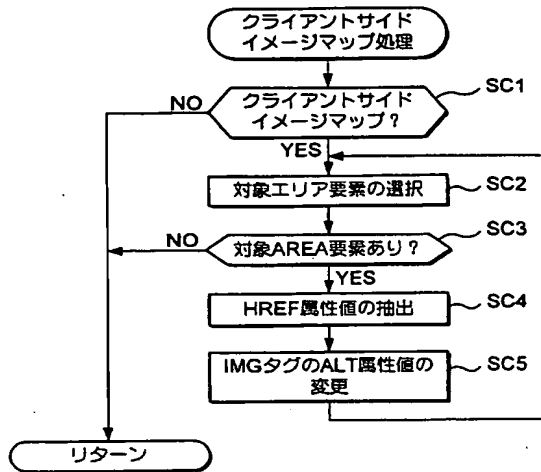 クライアントサイド
イメージマップ処理
クライアントサイド
イメージマップ？
SC1
NO
YES
対象エリア要素の選択
SC2
対象AREA要素あり？
SC3
NO
YES
HREF属性値の抽出
SC4
IMGタグのALT属性値の
変更
SC5
リターン